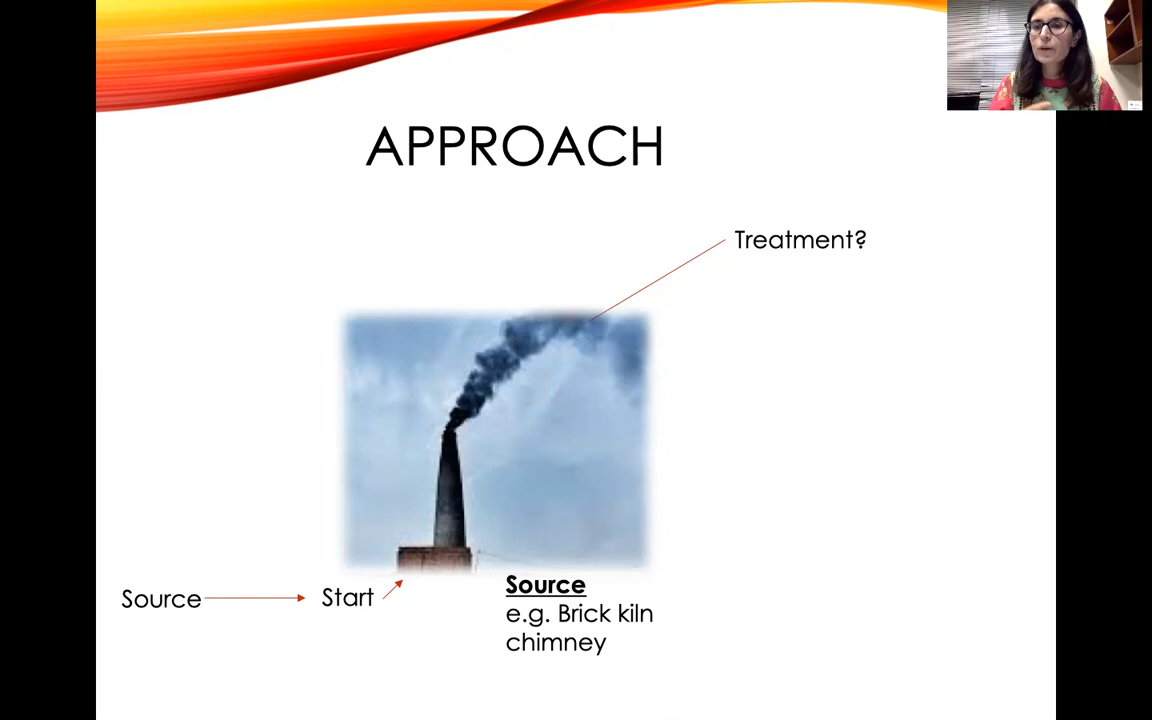 APPROACH
Treatment?
Source
Start
Source
e.g. Brick kiln
chimney